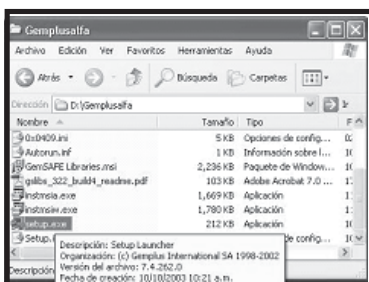 Gemplusalfa
Archivo Edición Ver Favoritos Herramientas Ayuda
Atrás Búsqueda Carpetas
Dirección D:\Gemplusalfa Ir
Nombre Tamaño Tipo F
0x0409.ini 5 KB Opciones de config...
Autorun.inf 1 KB Información sobre l...
GemSAFE Libraries.msi 2,236 KB Paquete de Window...
gslibs_322_build4_readme.pdf 103 KB Adobe Acrobat 7.0 ...
instmsia.exe 1,669 KB Aplicación
instmsiw.exe 1,780 KB Aplicación
setup.exe 212 KB Aplicación
Setup. de config...
Descripción: Setup Launcher
Organización: (c) Gemplus International SA 1998-2002
Versión del archivo: 7.4.262.0
Fecha de creación: 10/10/2003 10:21 a.m.
Descripción